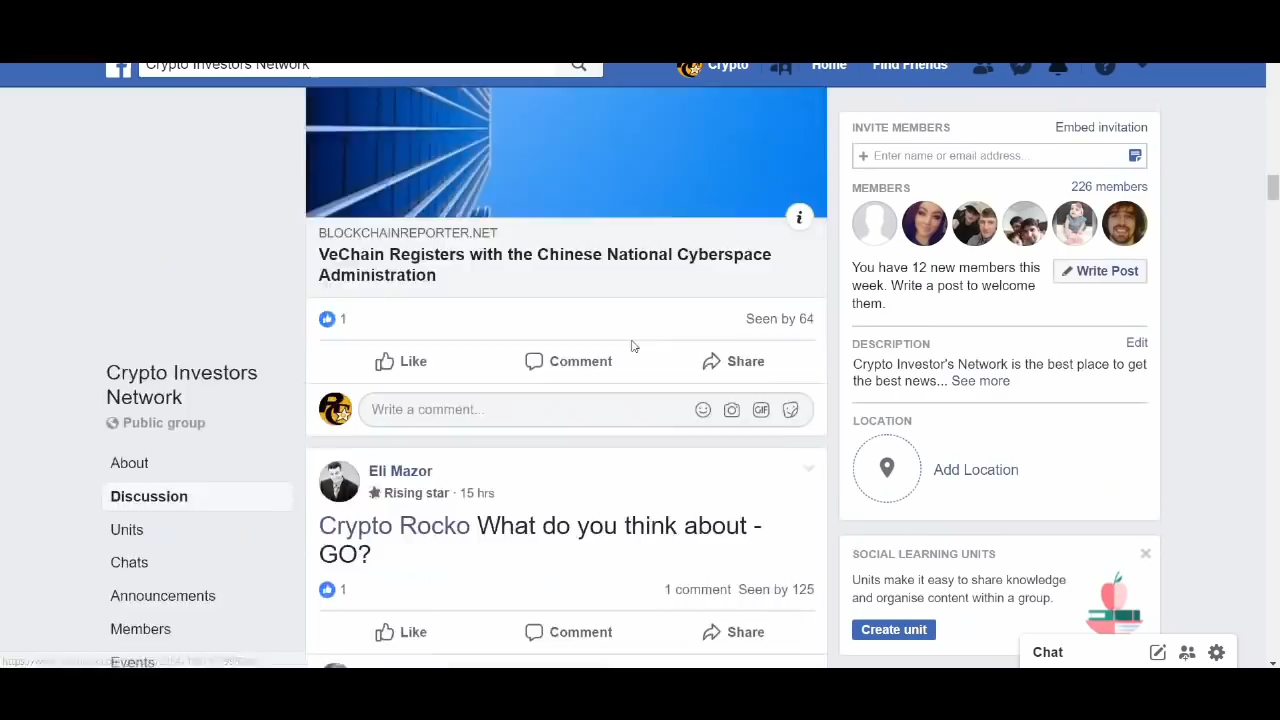 Crypto Investors Network
Crypto
Home
Find Friends
BLOCKCHAINREPORTER.NET
VeChain Registers with the Chinese National Cyberspace
Administration
1
Seen by 64
Like
Comment
Share
Write a comment...
GIF
Eli Mazor
Rising star · 15 hrs
Crypto Rocko What do you think about -
GO?
1
1 comment Seen by 125
Like
Comment
Share
Crypto Investors
Network
Public group
About
Discussion
Units
Chats
Announcements
Members
Events
INVITE MEMBERS
Embed invitation
+ Enter name or email address...
MEMBERS
226 members
You have 12 new members this
week. Write a post to welcome
them.
Write Post
DESCRIPTION
Edit
Crypto Investor's Network is the best place to get
the best news... See more
LOCATION
Add Location
SOCIAL LEARNING UNITS
Units make it easy to share knowledge
and organise content within a group.
Create unit
Chat